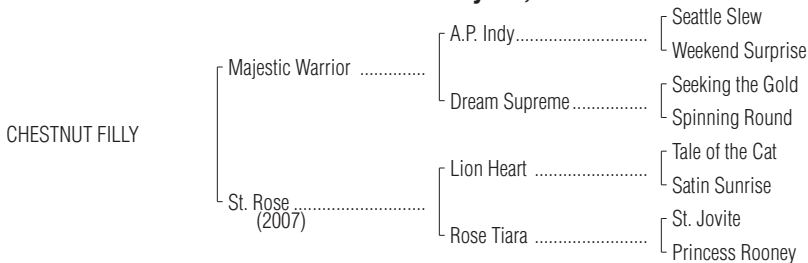 Seattle Slew
A.P. Indy..............................
Weekend Surprise
Majestic Warrior ..............
Seeking the Gold
Dream Supreme.................
Spinning Round
CHESTNUT FILLY
Tale of the Cat
Lion Heart ..........................
Satin Sunrise
St. Rose ............................
(2007)
St. Jovite
Rose Tiara ..........................
Princess Rooney